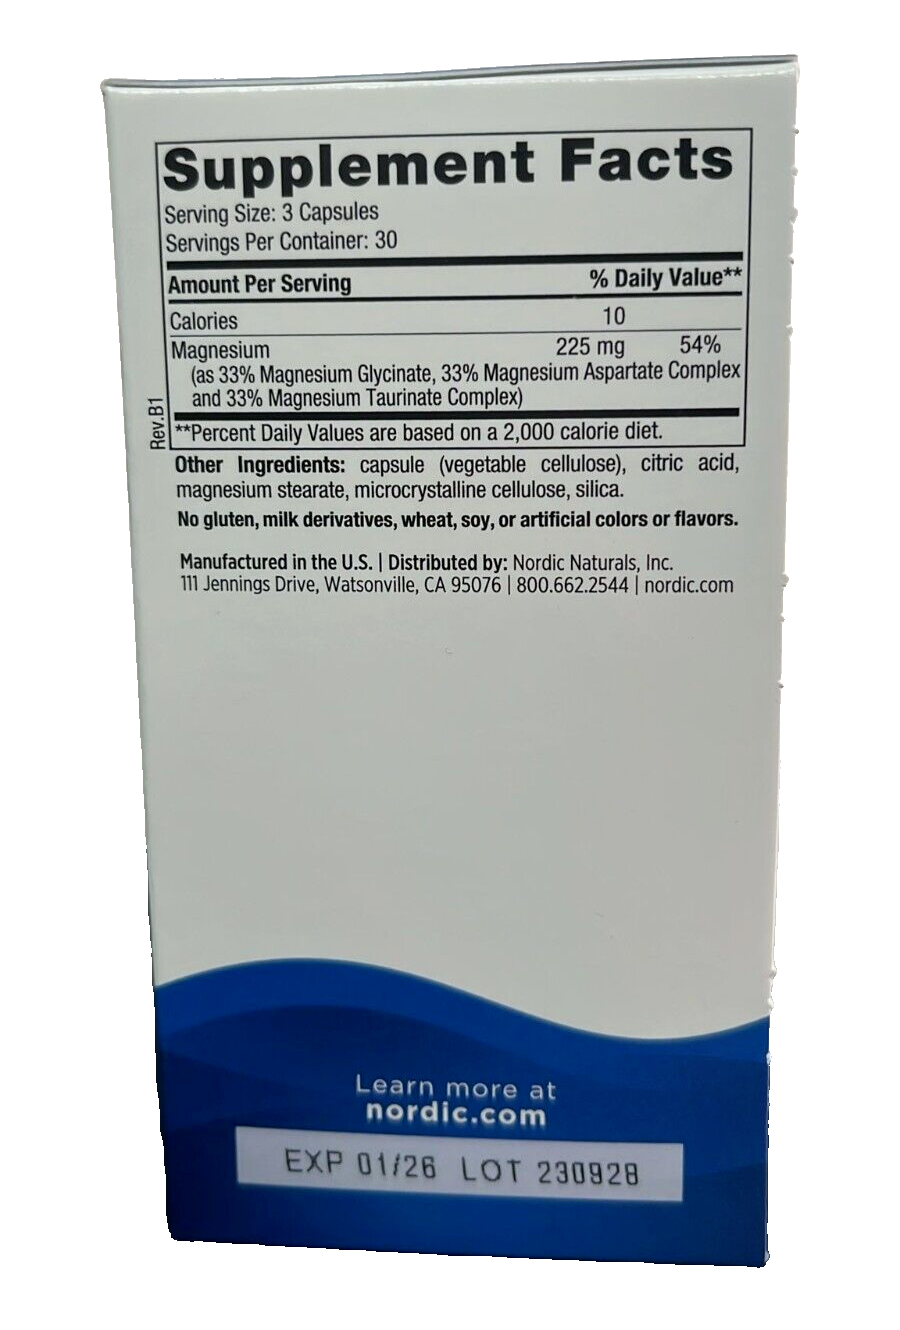 Supplement Facts
Serving Size: 3 Capsules
Servings Per Container: 30
Amount Per Serving % Daily Value**
Calories 10
Magnesium 225 mg 54%
(as 33% Magnesium Glycinate, 33% Magnesium Aspartate Complex
and 33% Magnesium Taurinate Complex)
**Percent Daily Values are based on a 2,000 calorie diet.
Rev.B1
Other Ingredients: capsule (vegetable cellulose), citric acid,
magnesium stearate, microcrystalline cellulose, silica.
No gluten, milk derivatives, wheat, soy, or artificial colors or flavors.
Manufactured in the U.S. | Distributed by: Nordic Naturals, Inc.
111 Jennings Drive, Watsonville, CA 95076 | 800.662.2544 | nordic.com
Learn more at
nordic.com
EXP 01/26 LOT 230928